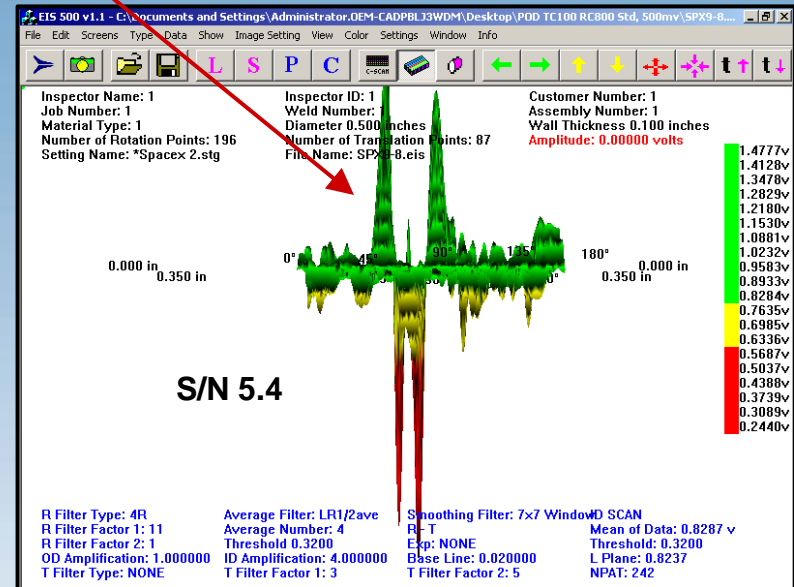 EIS 500 v1.1 - C:\Documents and Settings\Administrator.OEM-CADPBLJ3WDM\Desktop\POD TC100 RC800 Std, 500mv\SPX9-8....
File Edit Screens Type Data Show Image Setting View Color Settings Window Info
L S P C C-SCAN t t
Inspector Name: 1 Inspector ID: 1 Customer Number: 1
Job Number: 1 Weld Number: 1 Assembly Number: 1
Material Type: 1 Diameter 0.500 inches Wall Thickness 0.100 inches
Number of Rotation Points: 196 Number of Translation Points: 87 Amplitude: 0.00000 volts
Setting Name: *Spacex 2.stg File Name: SPX9-8.eis
1.4777v
1.4128v
1.3478v
1.2829v
1.2180v
1.1530v
1.0881v
1.0232v
0.9583v
0.8933v
0.8284v
0.7635v
0.6985v
0.6336v
0.5687v
0.5037v
0.4388v
0.3739v
0.3089v
0.2440v
0° 45° 90° 135° 180°
0.000 in 0.000 in
0.350 in 0.350 in
S/N 5.4
R Filter Type: 4R Average Filter: LR1/2ave Smoothing Filter: 7x7 Window ID SCAN
R Filter Factor 1: 11 Average Number: 4 R - T Mean of Data: 0.8287 v
R Filter Factor 2: 1 Threshold 0.3200 Exp: NONE Threshold: 0.3200
OD Amplification: 1.000000 ID Amplification: 4.000000 Base Line: 0.020000 L Plane: 0.8237
T Filter Type: NONE T Filter Factor 1: 3 T Filter Factor 2: 5 NPAT: 242